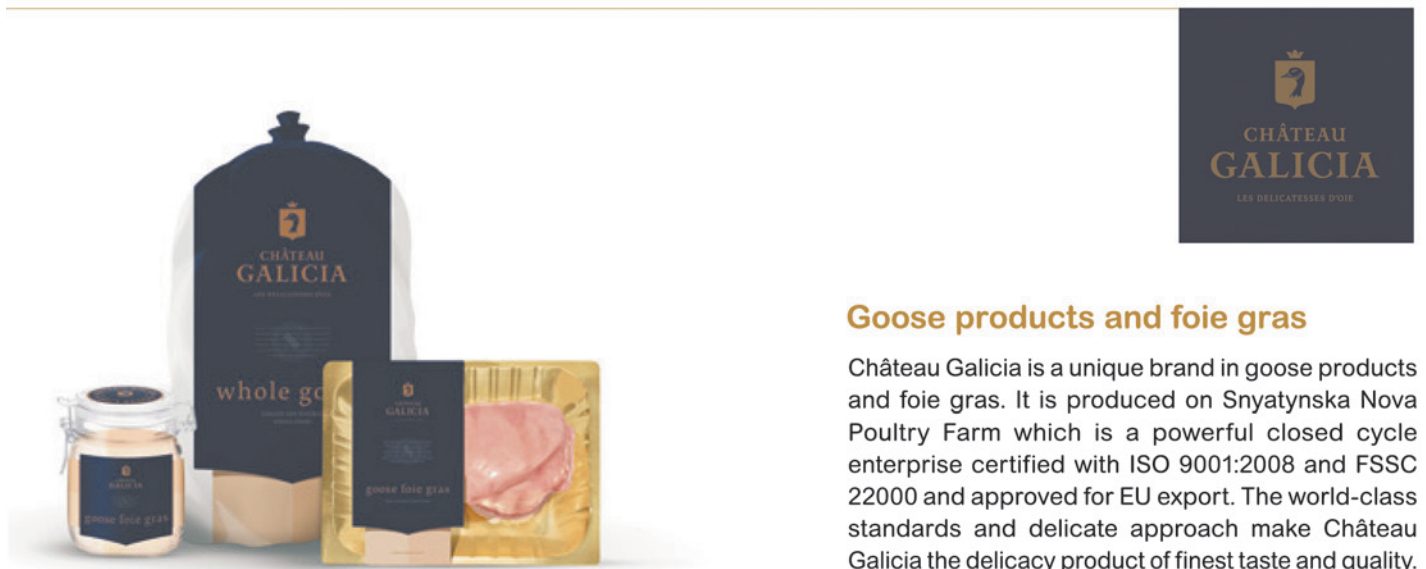 CHÂTEAU
GALICIA
LES DELICATESSES D'OIE
CHÂTEAU
GALICIA
whole go
CHÂTEAU
GALICIA
goose foie gras
GALICIA
goose foie gras
Goose products and foie gras
Château Galicia is a unique brand in goose products
and foie gras. It is produced on Snyatynska Nova
Poultry Farm which is a powerful closed cycle
enterprise certified with ISO 9001:2008 and FSSC
22000 and approved for EU export. The world-class
standards and delicate approach make Château
Galicia the delicacy product of finest taste and quality.